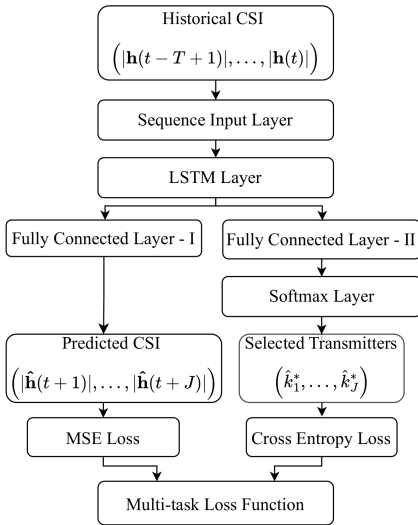 Historical CSI
(|h(t − T + 1)|, . . . , |h(t)|)
Sequence Input Layer
LSTM Layer
Fully Connected Layer - I
Fully Connected Layer - II
Softmax Layer
Predicted CSI
(|ĥ(t + 1)|, . . . , |ĥ(t + J)|)
Selected Transmitters
(k̂₁*, . . . , k̂_J*)
MSE Loss
Cross Entropy Loss
Multi-task Loss Function